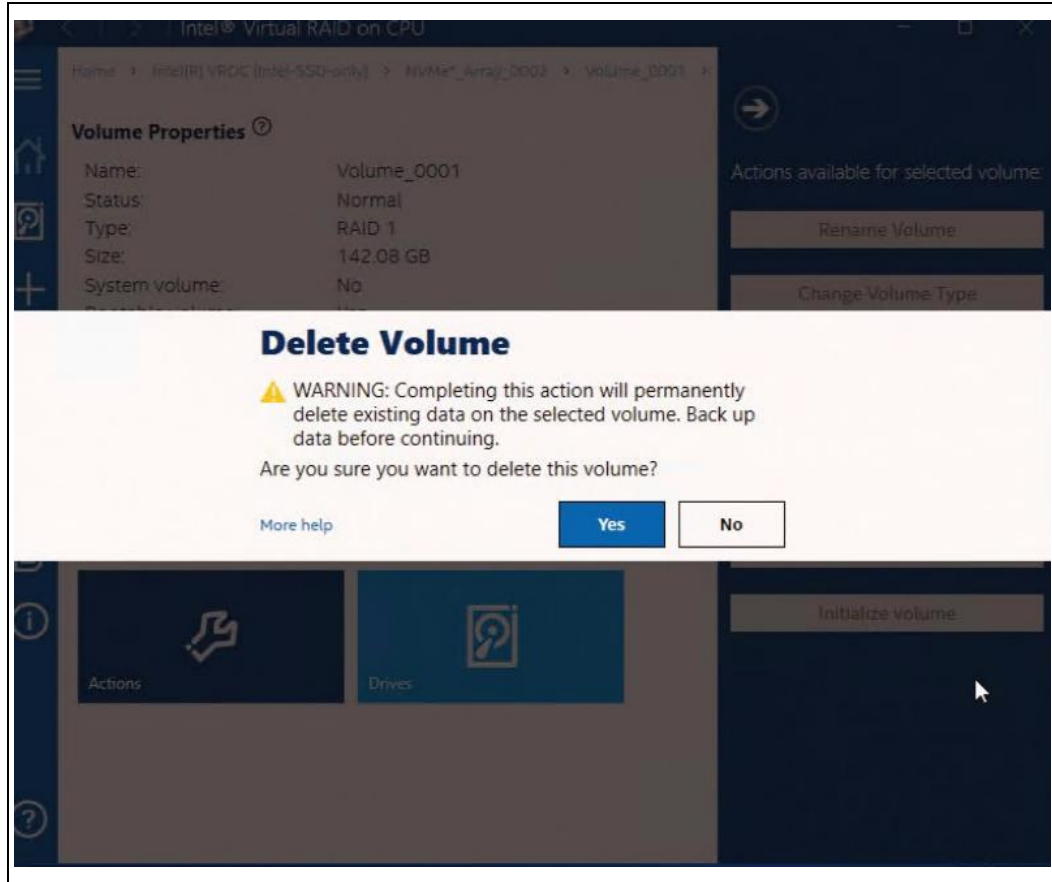 Intel® Virtual RAID on CPU
Home > Intel(R) VROC (Intel-SSD-only) > NVMe*_Array_0002 > Volume_0001 >
Volume Properties ?
Name: Volume_0001
Status: Normal
Type: RAID 1
Size: 142.08 GB
System volume: No
Actions available for selected volume:
Rename Volume
Change Volume Type
Delete Volume
WARNING: Completing this action will permanently
delete existing data on the selected volume. Back up
data before continuing.
Are you sure you want to delete this volume?
More help
Yes
No
Initialize volume
Actions
Drives